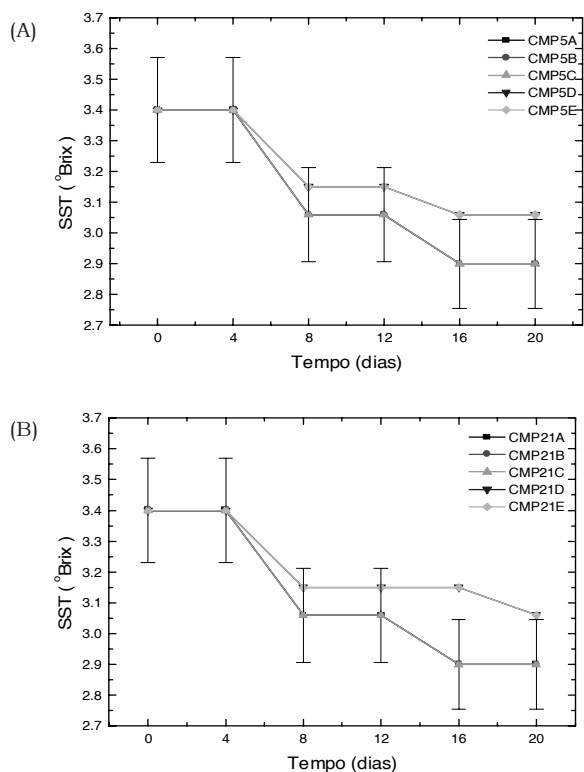 (A)
3.7
3.6
3.5
3.4
3.3
3.2
3.1
3.0
2.9
2.8
2.7
SST (°Brix)
CMP5A
CMP5B
CMP5C
CMP5D
CMP5E
0 4 8 12 16 20
Tempo (dias)
(B)
3.7
3.6
3.5
3.4
3.3
3.2
3.1
3.0
2.9
2.8
2.7
SST (°Brix)
CMP21A
CMP21B
CMP21C
CMP21D
CMP21E
0 4 8 12 16 20
Tempo (dias)